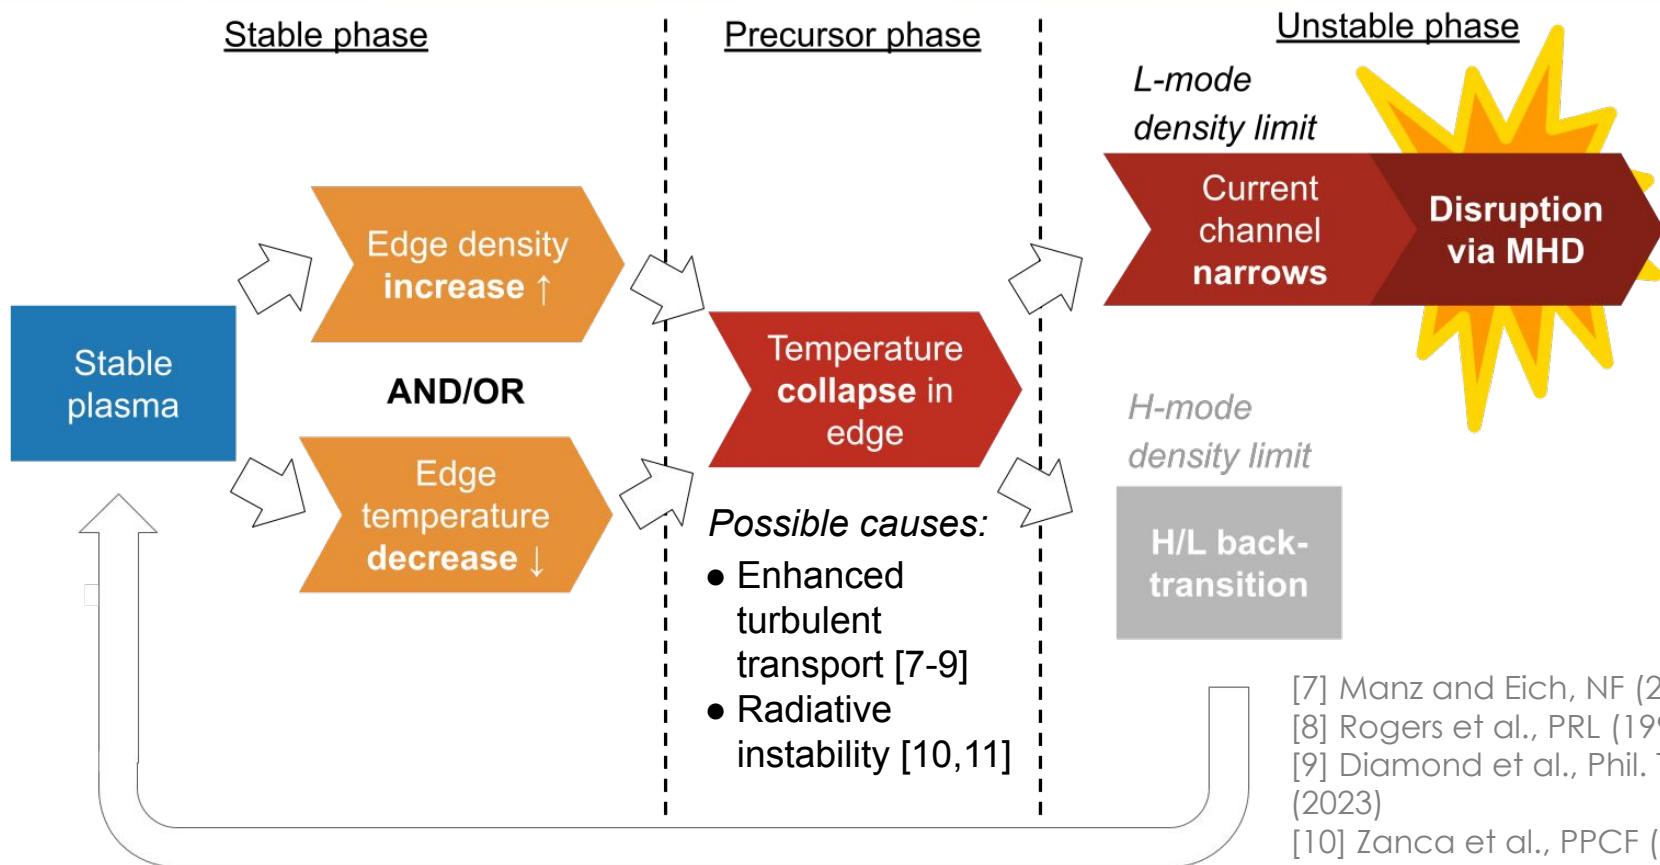 Stable phase
Precursor phase
Unstable phase
Stable
plasma
Edge density
increase ↑
AND/OR
Edge
temperature
decrease ↓
Temperature
collapse in
edge
Possible causes:
● Enhanced
turbulent
transport [7-9]
● Radiative
instability [10,11]
L-mode
density limit
Current
channel
narrows
Disruption
via MHD
H-mode
density limit
H/L back-
transition
[7] Manz and Eich, NF (2
[8] Rogers et al., PRL (199
[9] Diamond et al., Phil. T
(2023)
[10] Zanca et al., PPCF (